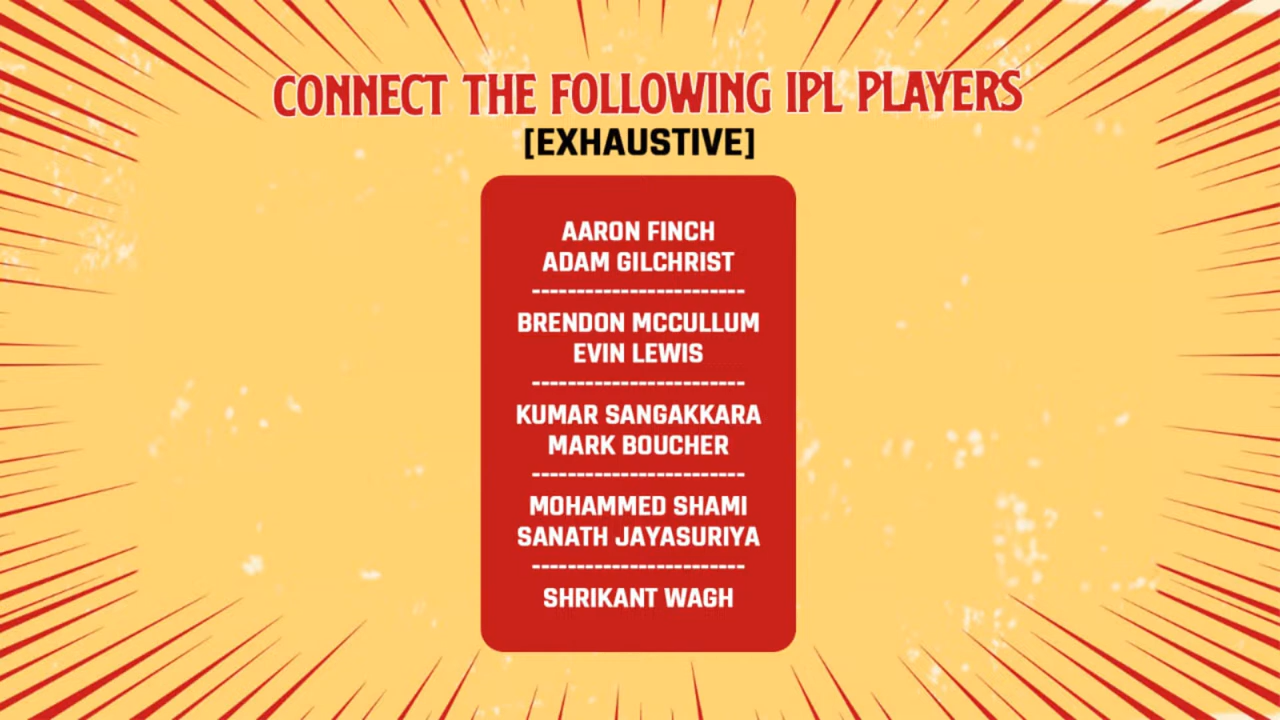 CONNECT THE FOLLOWING IPL PLAYERS
[EXHAUSTIVE]
AARON FINCH
ADAM GILCHRIST
------------------------
BRENDON MCCULLUM
EVIN LEWIS
------------------------
KUMAR SANGAKKARA
MARK BOUCHER
------------------------
MOHAMMED SHAMI
SANATH JAYASURIYA
------------------------
SHRIKANT WAGH